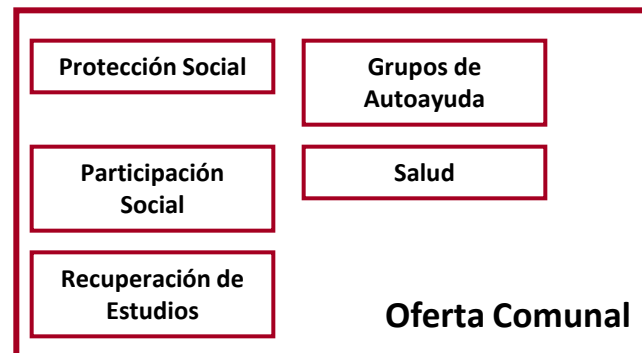 Protección Social
Grupos de
Autoayuda
Participación
Social
Salud
Recuperación de
Estudios
Oferta Comunal